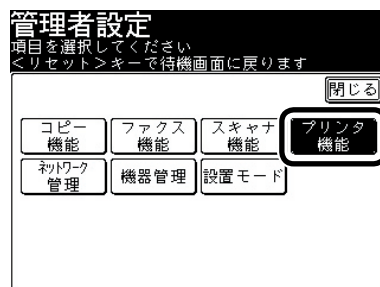 管理者設定
項目を選択してください
<リセット>キーで待機画面に戻ります
閉じる
コピー
機能
ファクス
機能
スキャナ
機能
プリンタ
機能
ネットワーク
管理
機器管理
設置モード